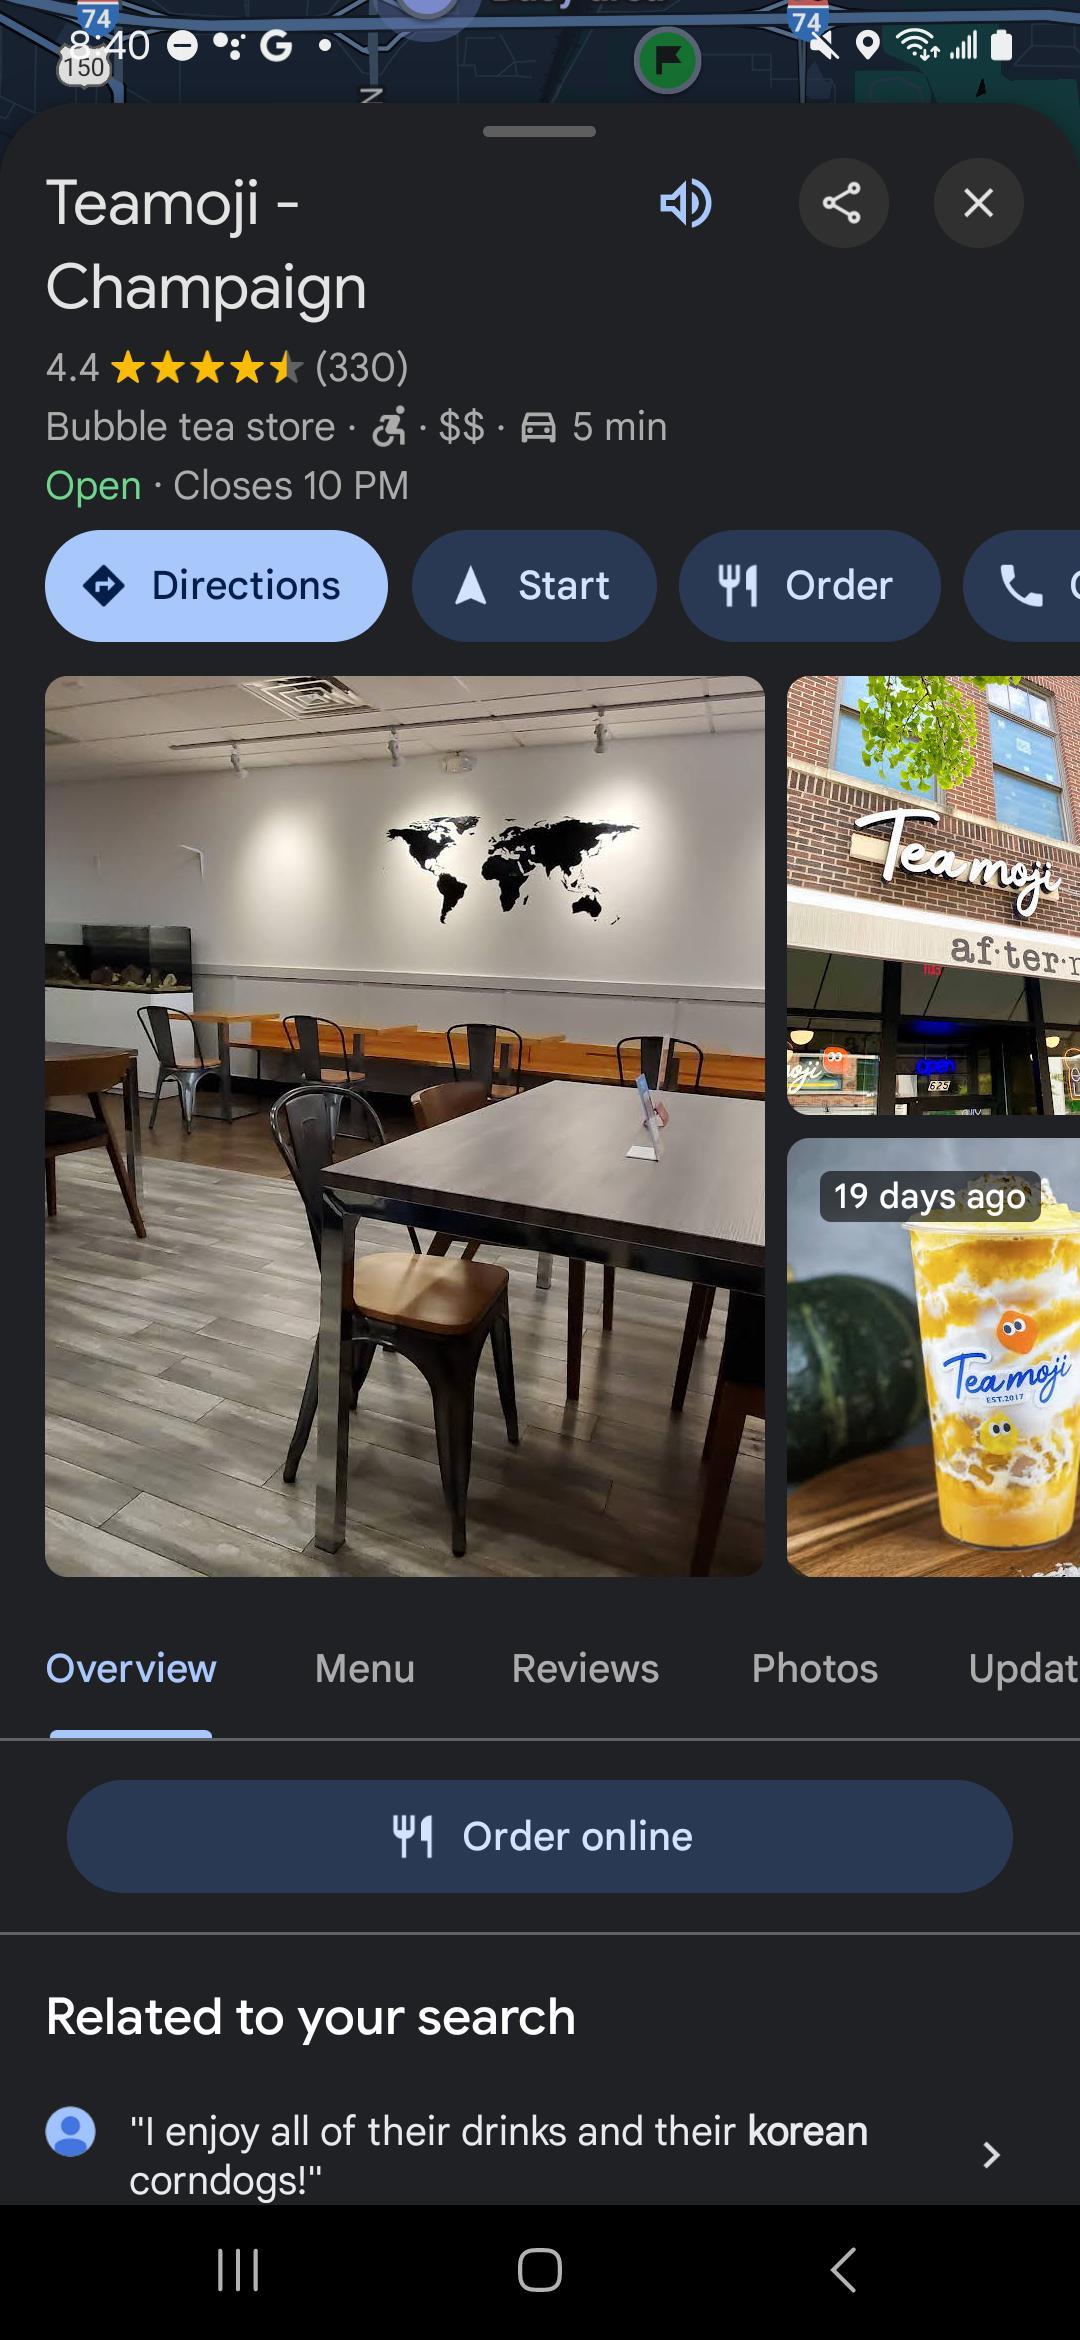 74
74
8:40
150
Teamoji -
Champaign
4.4 (330)
Bubble tea store · · $$ · 5 min
Open · Closes 10 PM
Directions
Start
Order
Teamoji
af·ter·n
open
625
19 days ago
Teamoji
EST.2017
Overview
Menu
Reviews
Photos
Updat
Order online
Related to your search
"I enjoy all of their drinks and their korean
corndogs!"